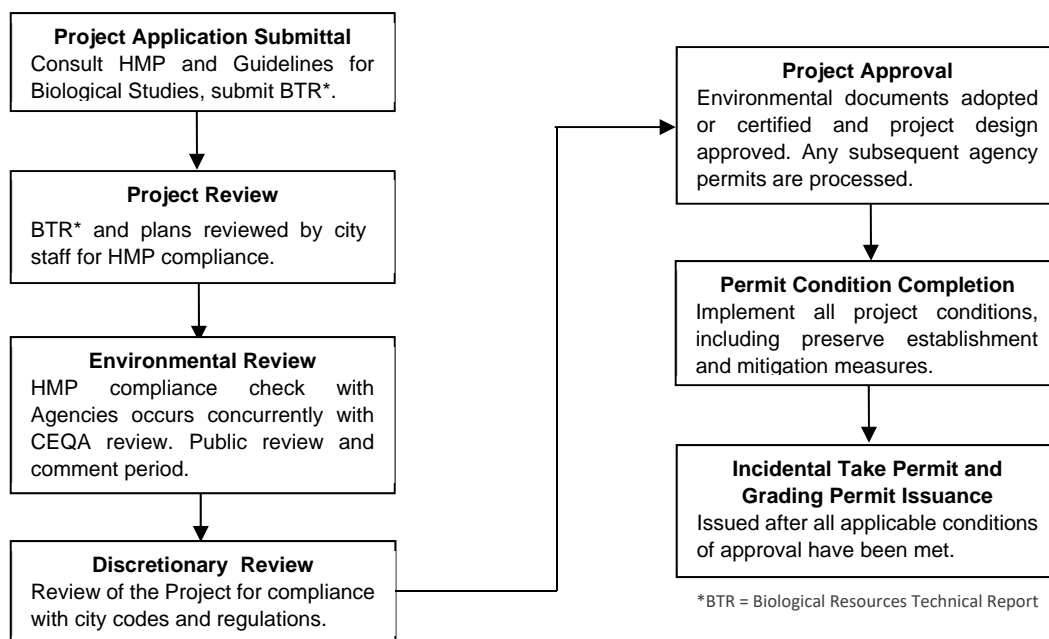 Project Application Submittal
Consult HMP and Guidelines for
Biological Studies, submit BTR*.
Project Review
BTR* and plans reviewed by city
staff for HMP compliance.
Environmental Review
HMP compliance check with
Agencies occurs concurrently with
CEQA review. Public review and
comment period.
Discretionary Review
Review of the Project for compliance
with city codes and regulations.
Project Approval
Environmental documents adopted
or certified and project design
approved. Any subsequent agency
permits are processed.
Permit Condition Completion
Implement all project conditions,
including preserve establishment
and mitigation measures.
Incidental Take Permit and
Grading Permit Issuance
Issued after all applicable conditions
of approval have been met.
*BTR = Biological Resources Technical Report